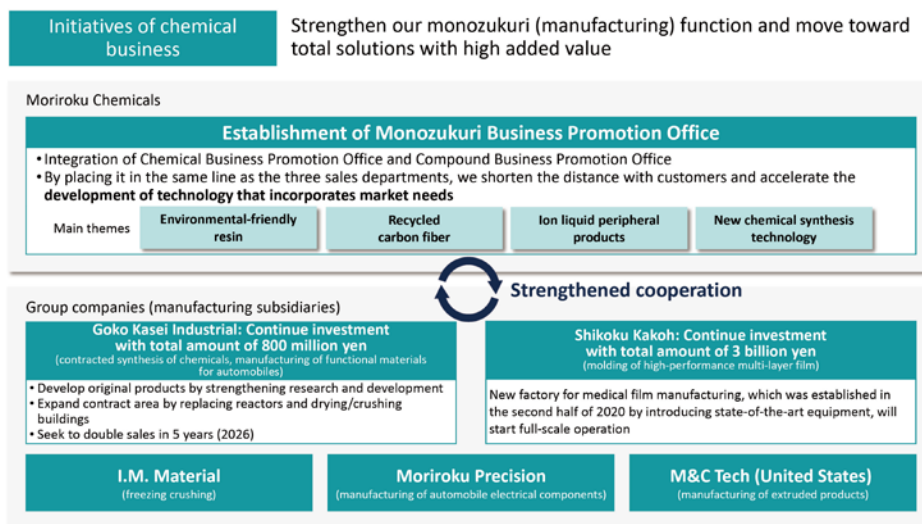 Initiatives of chemical
business
Strengthen our monozukuri (manufacturing) function and move toward
total solutions with high added value
Moriroku Chemicals
Establishment of Monozukuri Business Promotion Office
• Integration of Chemical Business Promotion Office and Compound Business Promotion Office
• By placing it in the same line as the three sales departments, we shorten the distance with customers and accelerate the
development of technology that incorporates market needs
Main themes
Environmental-friendly
resin
Recycled
carbon fiber
Ion liquid peripheral
products
New chemical synthesis
technology
Strengthened cooperation
Group companies (manufacturing subsidiaries)
Goko Kasei Industrial: Continue investment
with total amount of 800 million yen
(contracted synthesis of chemicals, manufacturing of functional materials
for automobiles)
• Develop original products by strengthening research and development
• Expand contract area by replacing reactors and drying/crushing
buildings
• Seek to double sales in 5 years (2026)
Shikoku Kakoh: Continue investment
with total amount of 3 billion yen
(molding of high-performance multi-layer film)
New factory for medical film manufacturing, which was established in
the second half of 2020 by introducing state-of-the-art equipment, will
start full-scale operation
I.M. Material
(freezing crushing)
Moriroku Precision
(manufacturing of automobile electrical components)
M&C Tech (United States)
(manufacturing of extruded products)